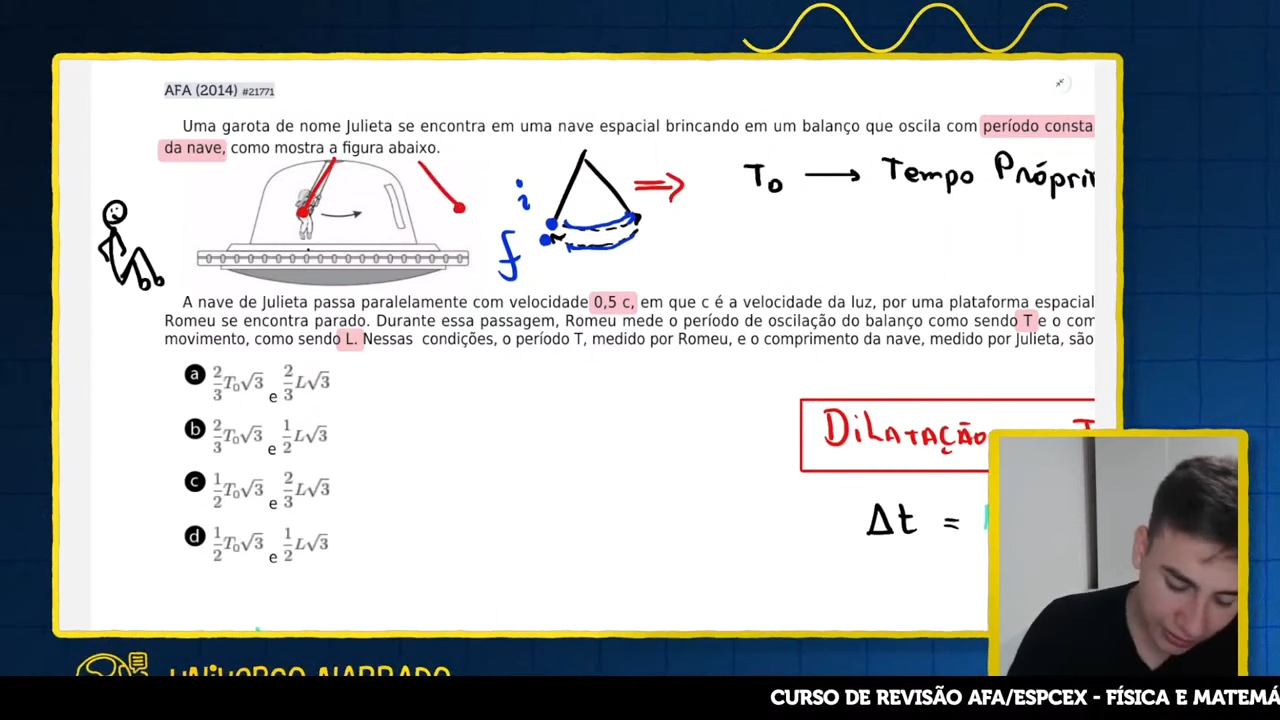 AFA (2014) #21771
Uma garota de nome Julieta se encontra em uma nave espacial brincando em um balanço que oscila com período consta
da nave, como mostra a figura abaixo.
i
f
T₀ → Tempo Própri
A nave de Julieta passa paralelamente com velocidade 0,5 c, em que c é a velocidade da luz, por uma plataforma espacial
Romeu se encontra parado. Durante essa passagem, Romeu mede o período de oscilação do balanço como sendo T e o com
movimento, como sendo L. Nessas condições, o período T, medido por Romeu, e o comprimento da nave, medido por Julieta, são
a 2/3 T₀√3 e 2/3 L√3
b 2/3 T₀√3 e 1/2 L√3
c 1/2 T₀√3 e 2/3 L√3
d 1/2 T₀√3 e 1/2 L√3
DiLATAÇÃO
Δt =
UNIVERSO NARRADO
CURSO DE REVISÃO AFA/ESPCEX - FÍSICA E MATEMÁ